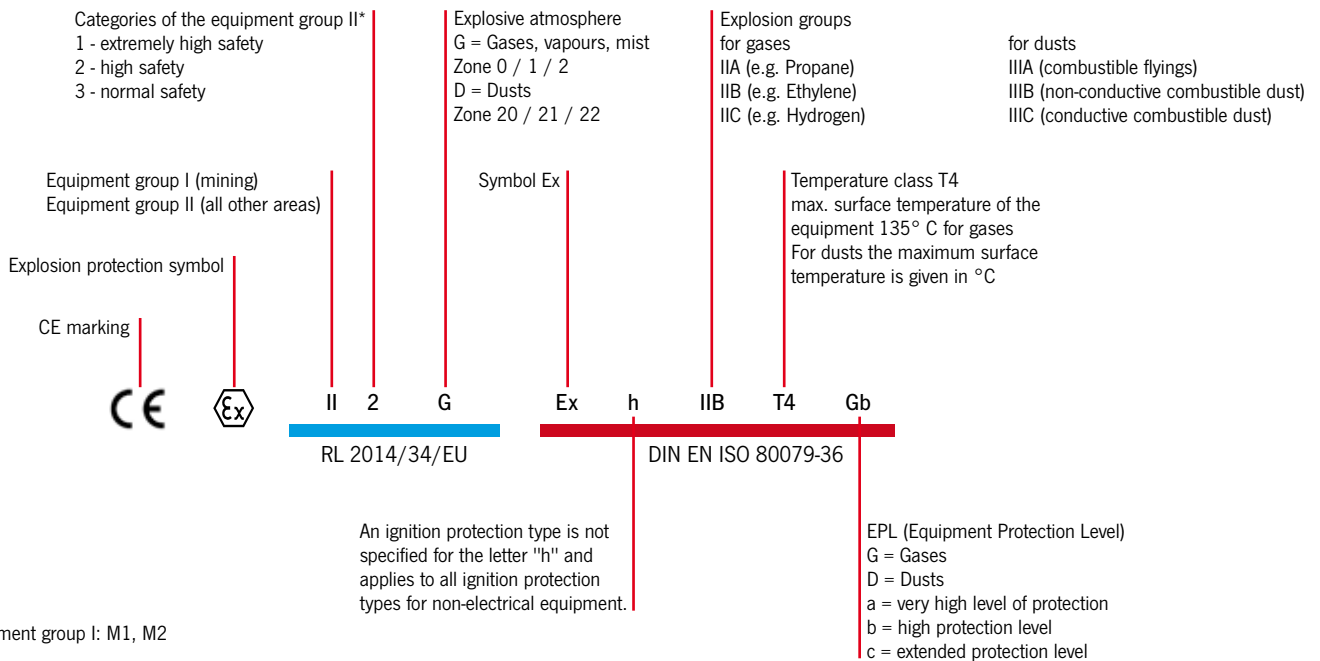 Categories of the equipment group II*
1 - extremely high safety
2 - high safety
3 - normal safety
Explosive atmosphere
G = Gases, vapours, mist
Zone 0 / 1 / 2
D = Dusts
Zone 20 / 21 / 22
Explosion groups
for gases
IIA (e.g. Propane)
IIB (e.g. Ethylene)
IIC (e.g. Hydrogen)
for dusts
IIIA (combustible flyings)
IIIB (non-conductive combustible dust)
IIIC (conductive combustible dust)
Equipment group I (mining)
Equipment group II (all other areas)
Symbol Ex
Temperature class T4
max. surface temperature of the
equipment 135° C for gases
For dusts the maximum surface
temperature is given in °C
Explosion protection symbol
CE marking
CE Ex II 2 G Ex h IIB T4 Gb
RL 2014/34/EU
DIN EN ISO 80079-36
An ignition protection type is not
specified for the letter "h" and
applies to all ignition protection
types for non-electrical equipment.
EPL (Equipment Protection Level)
G = Gases
D = Dusts
a = very high level of protection
b = high protection level
c = extended protection level
ment group I: M1, M2